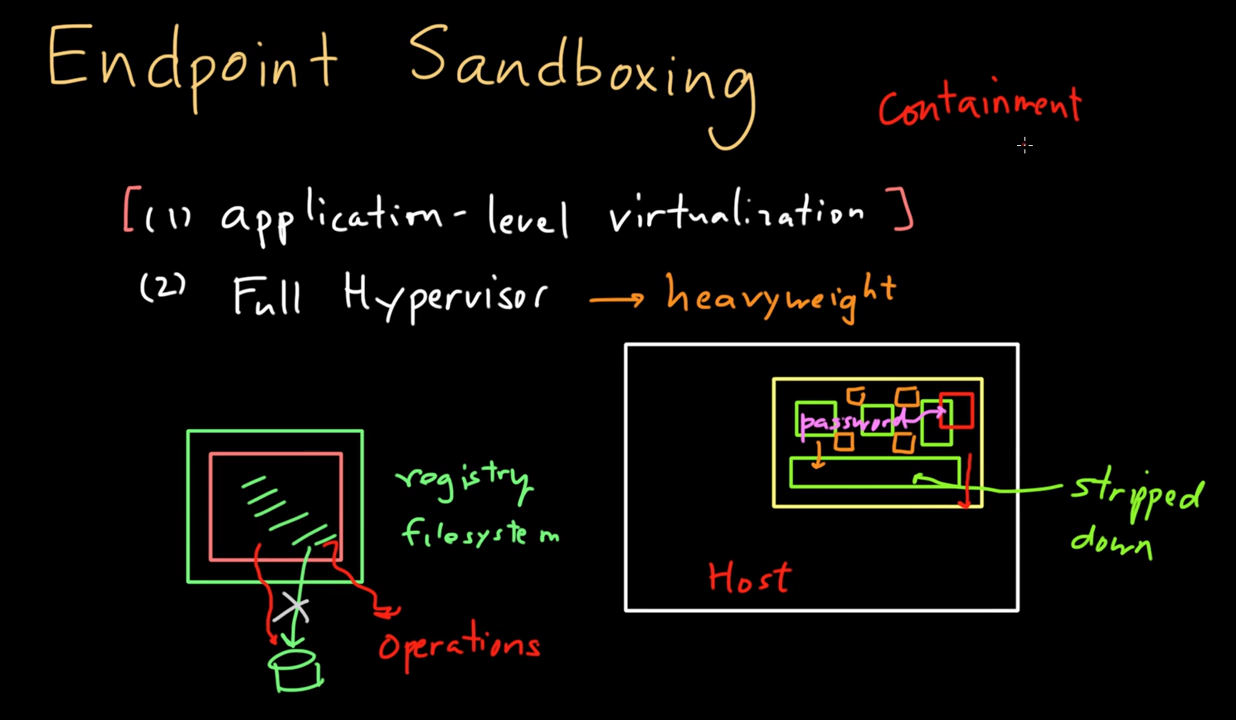 Endpoint Sandboxing
Containment
[(1) application-level virtualization]
(2) Full Hypervisor → heavyweight
password
registry
filesystem
stripped
down
Host
Operations